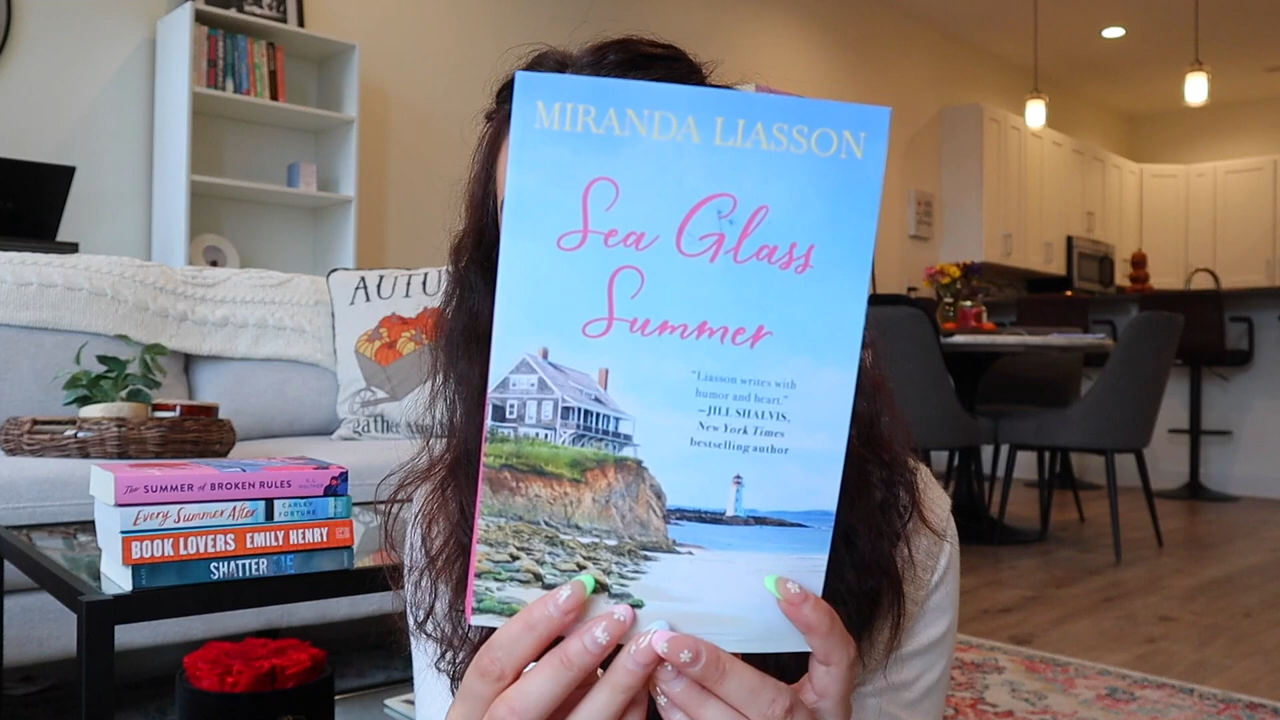 MIRANDA LIASSON
Sea Glass
Summer
"Liasson writes with
humor and heart."
—JILL SHALVIS,
New York Times
bestselling author
AUTU
gathe
The SUMMER of BROKEN RULES
Every Summer After
CARLEY
FORTUNE
BOOK LOVERS EMILY HENRY
SHATTER